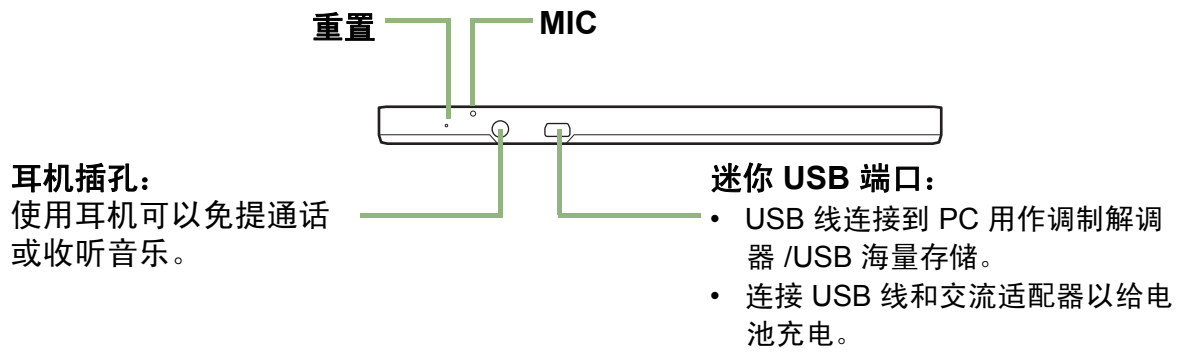 重置
MIC
耳机插孔：
使用耳机可以免提通话
或收听音乐。
迷你 USB 端口：
• USB 线连接到 PC 用作调制解调
器 /USB 海量存储。
• 连接 USB 线和交流适配器以给电
池充电。